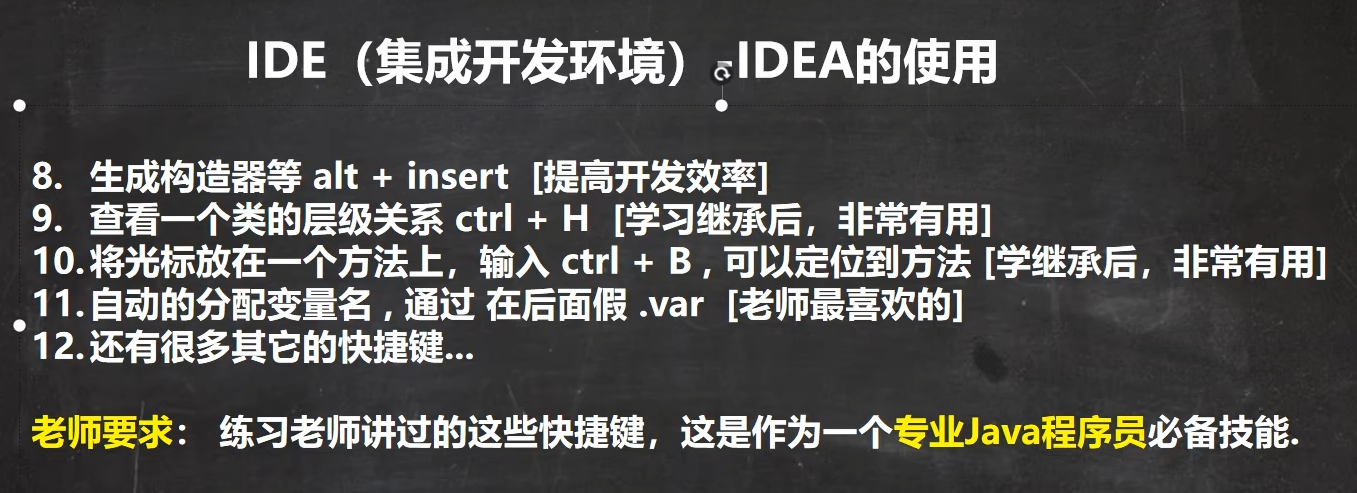 IDE（集成开发环境）-IDEA的使用
8. 生成构造器等 alt + insert [提高开发效率]
9. 查看一个类的层级关系 ctrl + H [学习继承后，非常有用]
10.将光标放在一个方法上，输入 ctrl + B , 可以定位到方法 [学继承后，非常有用]
11.自动的分配变量名 , 通过 在后面假 .var [老师最喜欢的]
12.还有很多其它的快捷键...
老师要求： 练习老师讲过的这些快捷键，这是作为一个专业Java程序员必备技能.